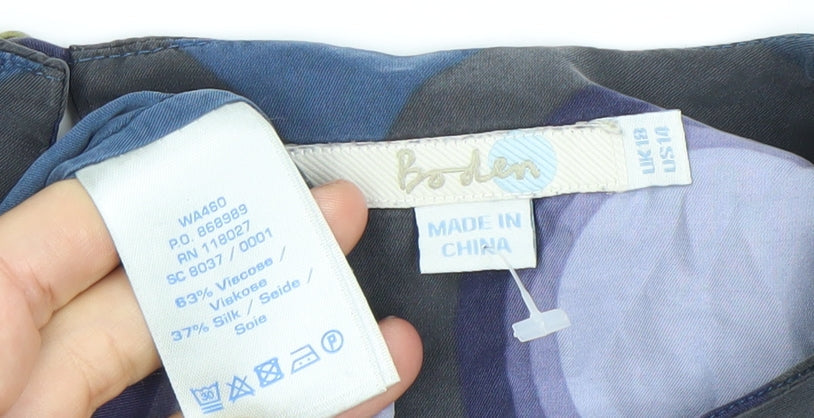 Boden
UK18
US14
MADE IN
CHINA
WA460
P.O. 868989
RN 118027
SC 8037 / 0001
63% Viscose /
Viskose
37% Silk / Seide /
Soie
30
P